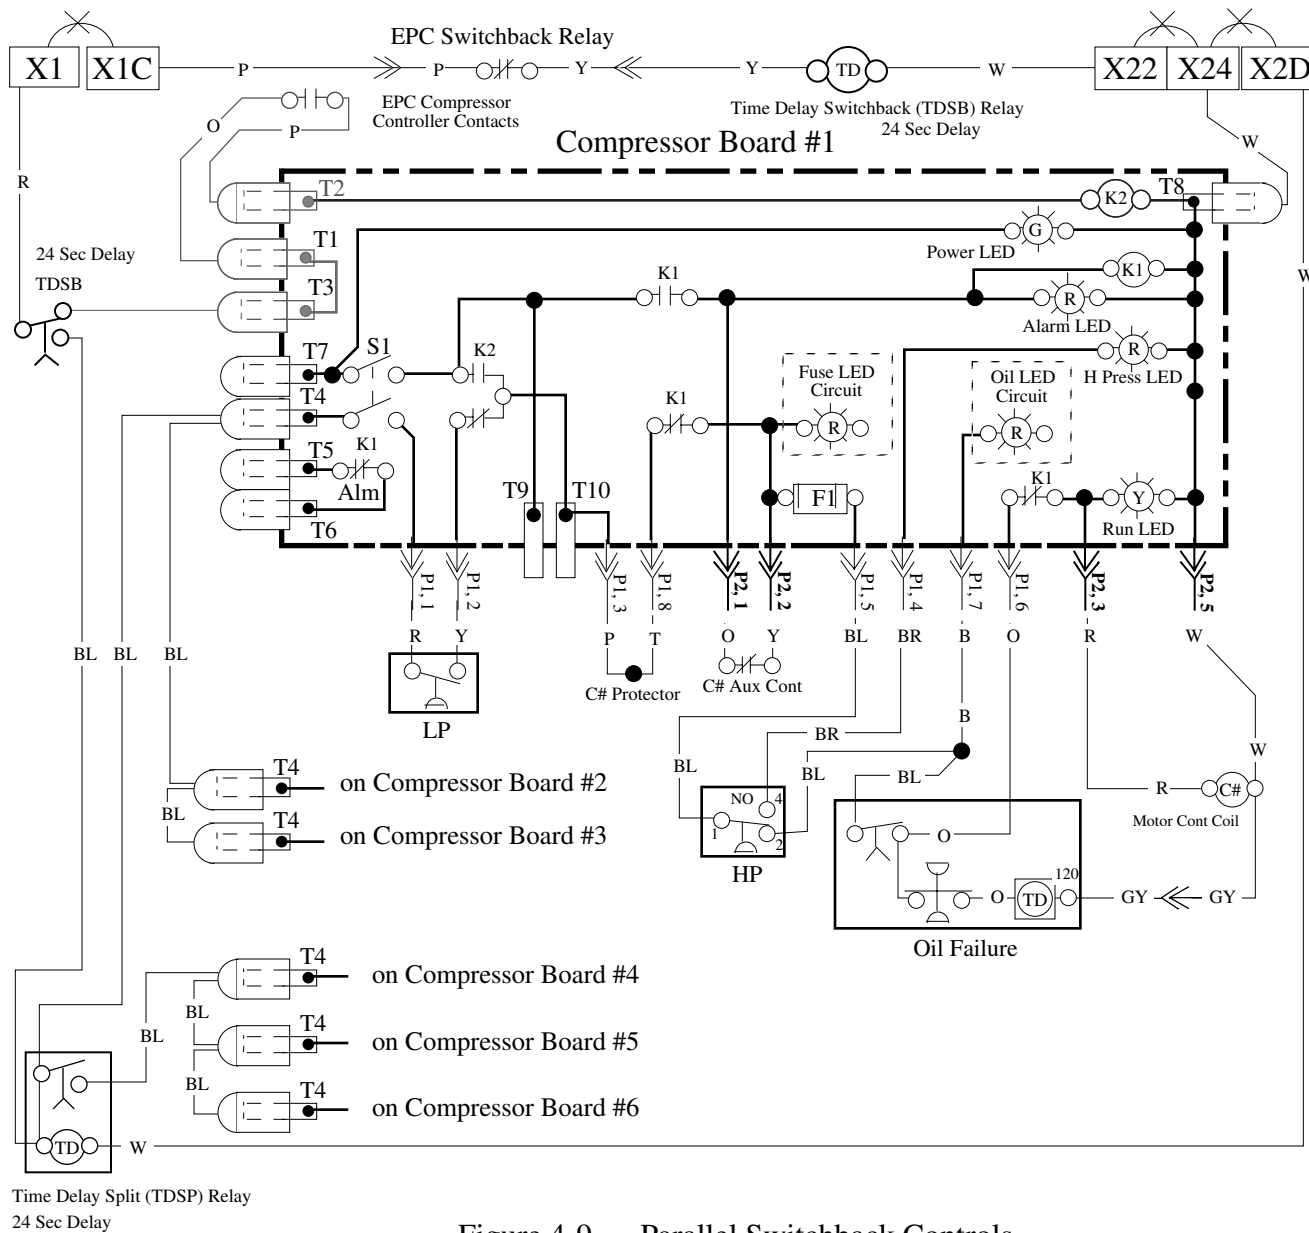 EPC Switchback Relay
X1 X1C P P Y Y TD W X22 X24 X2D
EPC Compressor
Controller Contacts
Time Delay Switchback (TDSB) Relay
24 Sec Delay
O P
Compressor Board #1
W
R
T2 K2 T8
24 Sec Delay
TDSB
T1
G
Power LED
T3
K1
K1
R
Alarm LED
W
T7 S1 K2
R
H Press LED
Fuse LED
Circuit
R
Oil LED
Circuit
R
T4
K1
T5 K1
Alm
T6
T9 T10
F1
K1
Y
Run LED
P1, 1 P1, 2 P1, 3 P1, 8 P2, 1 P2, 2 P1, 5 P1, 4 P1, 7 P1, 6 P2, 3 P2, 5
R Y P T O Y BL BR B O R W
BL BL BL
C# Protector
C# Aux Cont
LP
B
BR
W
BL BL BL
T4 on Compressor Board #2
BL
T4 on Compressor Board #3
NO 4
1 2
HP
R C#
Motor Cont Coil
O
O TD 120
GY GY
Oil Failure
T4 on Compressor Board #4
BL
BL
T4 on Compressor Board #5
BL
T4 on Compressor Board #6
TD W
Time Delay Split (TDSP) Relay
24 Sec Delay
Figure 4-9 Parallel Switchback Controls